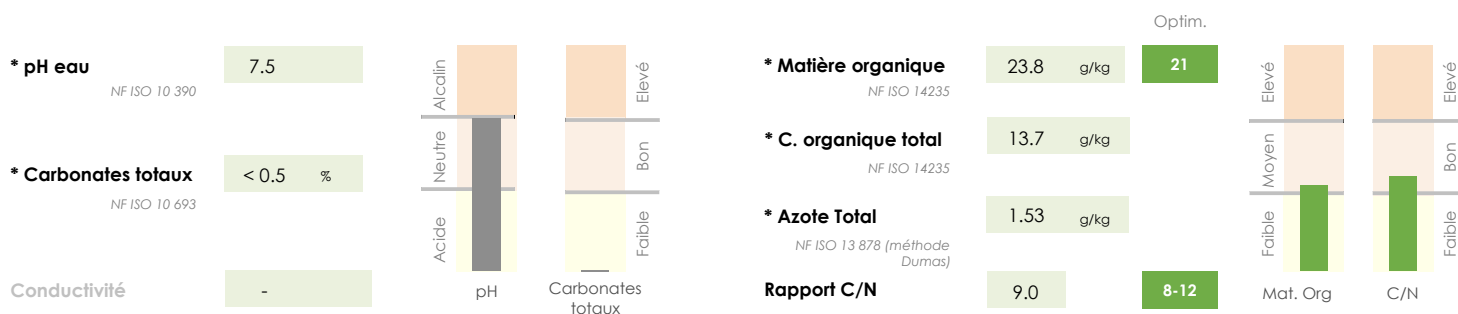 Optim.
* pH eau
7.5
NF ISO 10 390
* Carbonates totaux
< 0.5 %
NF ISO 10 693
Conductivité
-
Alcalin
Neutre
Acide
Elevé
Bon
Faible
pH
Carbonates
totaux
* Matière organique
23.8 g/kg
21
NF ISO 14235
* C. organique total
13.7 g/kg
NF ISO 14235
* Azote Total
1.53 g/kg
NF ISO 13 878 (méthode
Dumas)
Rapport C/N
9.0
8-12
Elevé
Moyen
Faible
Elevé
Bon
Faible
Mat. Org
C/N